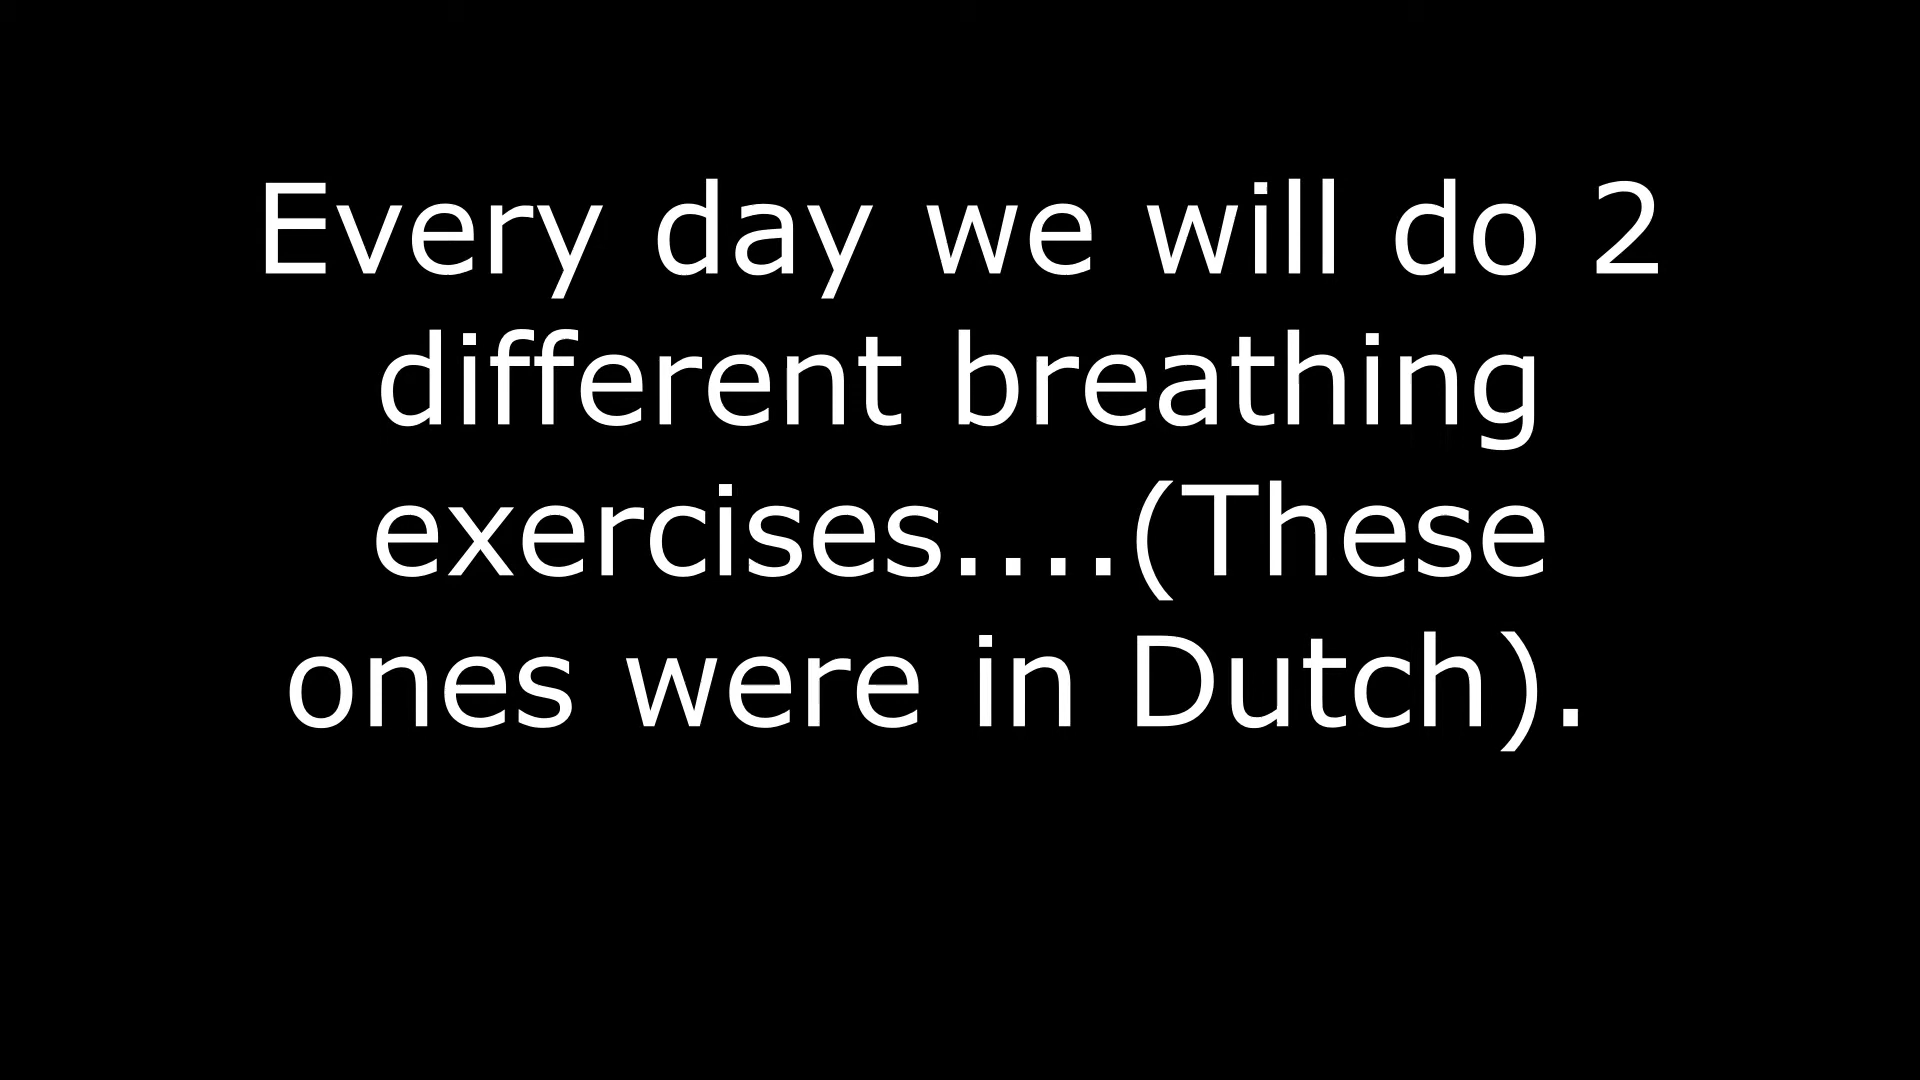 Every day we will do 2
different breathing
exercises....(These
ones were in Dutch).